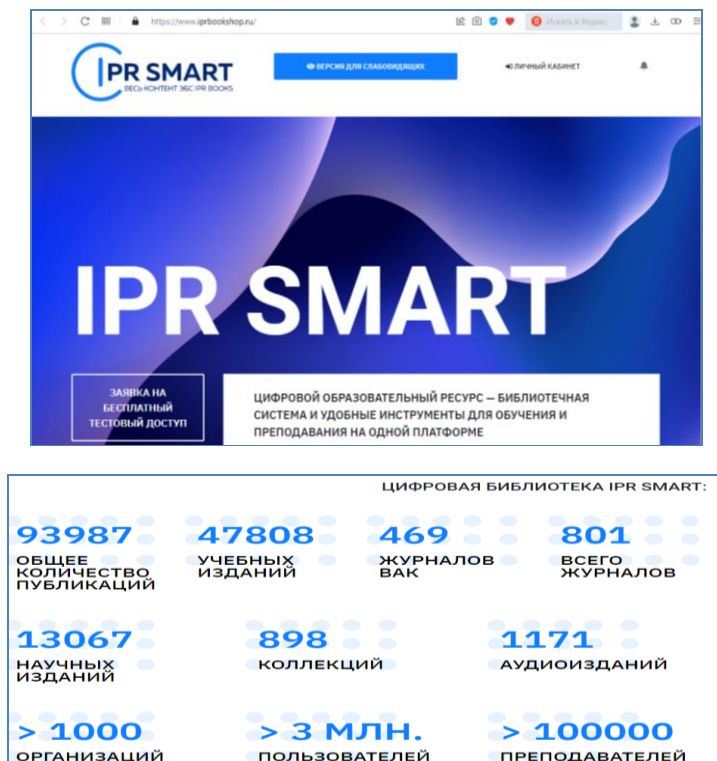 https://www.iprbookshop.ru/
Искать в Яндекс
IPR SMART
ВЕСЬ КОНТЕНТ ЭБС IPR BOOKS
ВЕРСИЯ ДЛЯ СЛАБОВИДЯЩИХ
ЛИЧНЫЙ КАБИНЕТ
IPR SMART
ЗАЯВКА НА
БЕСПЛАТНЫЙ
ТЕСТОВЫЙ ДОСТУП
ЦИФРОВОЙ ОБРАЗОВАТЕЛЬНЫЙ РЕСУРС — БИБЛИОТЕЧНАЯ
СИСТЕМА И УДОБНЫЕ ИНСТРУМЕНТЫ ДЛЯ ОБУЧЕНИЯ И
ПРЕПОДАВАНИЯ НА ОДНОЙ ПЛАТФОРМЕ
ЦИФРОВАЯ БИБЛИОТЕКА IPR SMART:
93987 47808 469 801
ОБЩЕЕ УЧЕБНЫХ ЖУРНАЛОВ ВСЕГО
КОЛИЧЕСТВО ИЗДАНИЙ ВАК ЖУРНАЛОВ
ПУБЛИКАЦИЙ
13067 898 1171
НАУЧНЫХ КОЛЛЕКЦИЙ АУДИОИЗДАНИЙ
ИЗДАНИЙ
> 1000 > 3 МЛН. > 100000
ОРГАНИЗАЦИЙ ПОЛЬЗОВАТЕЛЕЙ ПРЕПОДАВАТЕЛЕЙ